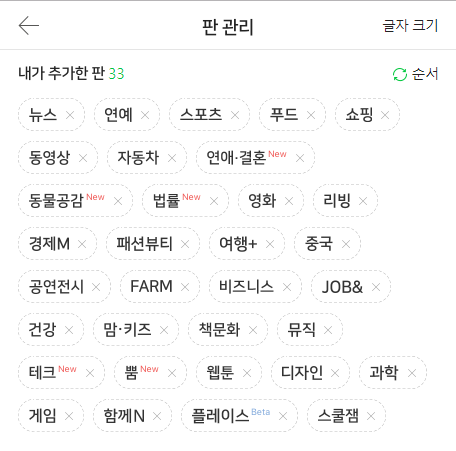 판 관리 글자 크기
내가 추가한 판 33 순서
뉴스 연예 스포츠 푸드 쇼핑
동영상 자동차 연애·결혼 New
동물공감 New 법률 New 영화 리빙
경제M 패션뷰티 여행+ 중국
공연전시 FARM 비즈니스 JOB&
건강 맘·키즈 책문화 뮤직
테크 New 뿜 New 웹툰 디자인 과학
게임 함께N 플레이스 Beta 스쿨잼